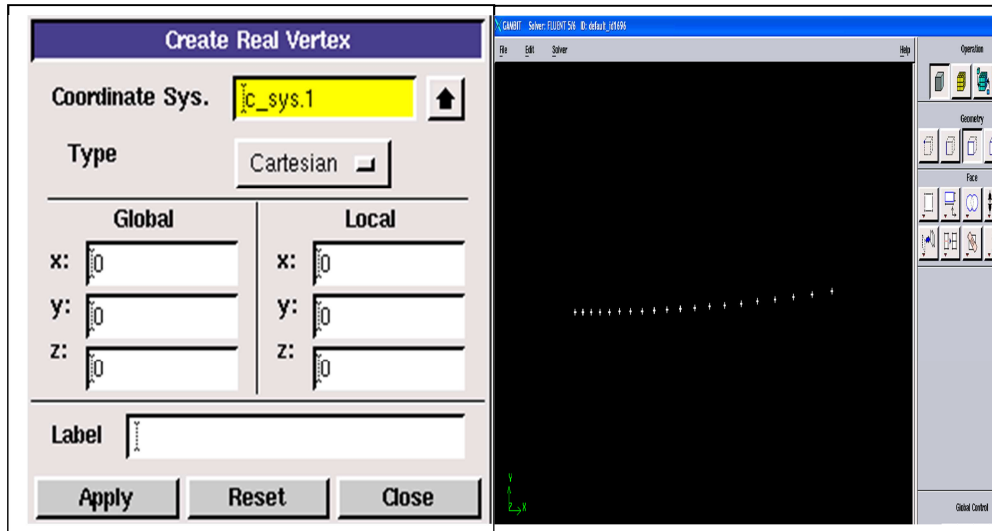 Create Real Vertex
Coordinate Sys. c_sys.1
Type Cartesian
Global Local
x: 0 x: 0
y: 0 y: 0
z: 0 z: 0
Label
Apply Reset Close
GAMBIT Solver: FLUENT 5/6 ID: default_id1696
File Edit Solver Help
Operation
Geometry
Face
Y
Z X
Global Control